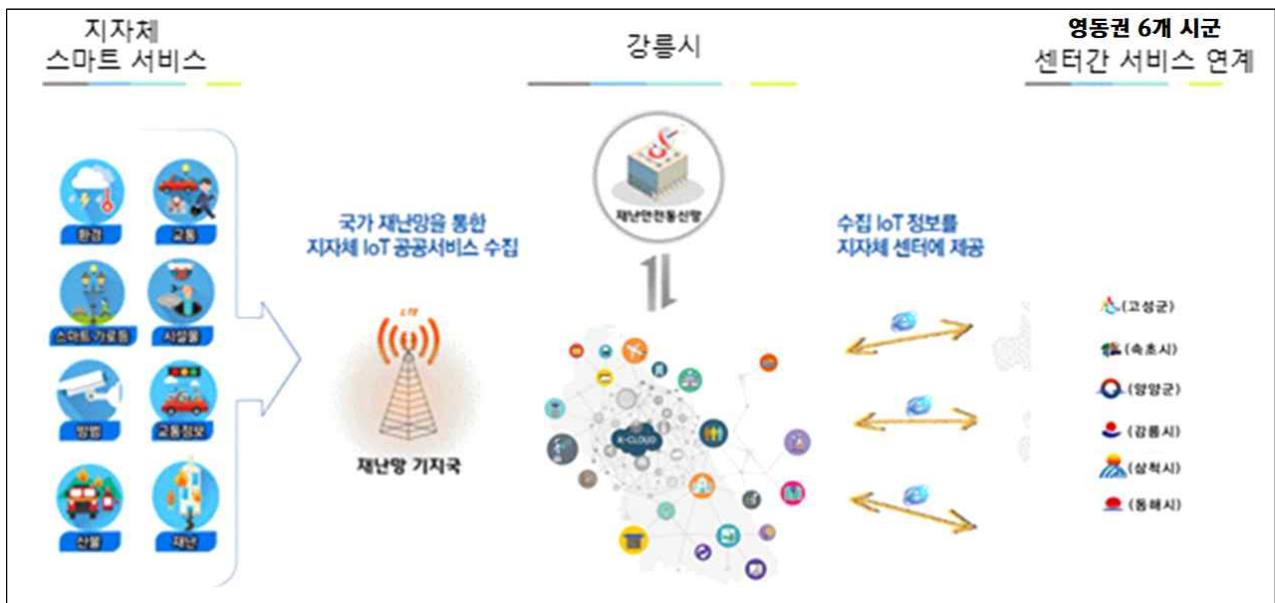 지자체
스마트 서비스
강릉시
영동권 6개 시군
센터간 서비스 연계
환경
교통
스마트가로등
시설물
방범
교통정보
산불
재난
국가 재난망을 통한
지자체 IoT 공공서비스 수집
LTE
재난망 기지국
재난안전통신망
K-CLOUD
수집 IoT 정보를
지자체 센터에 제공
(고성군)
(속초시)
(양양군)
(강릉시)
(삼척시)
(동해시)